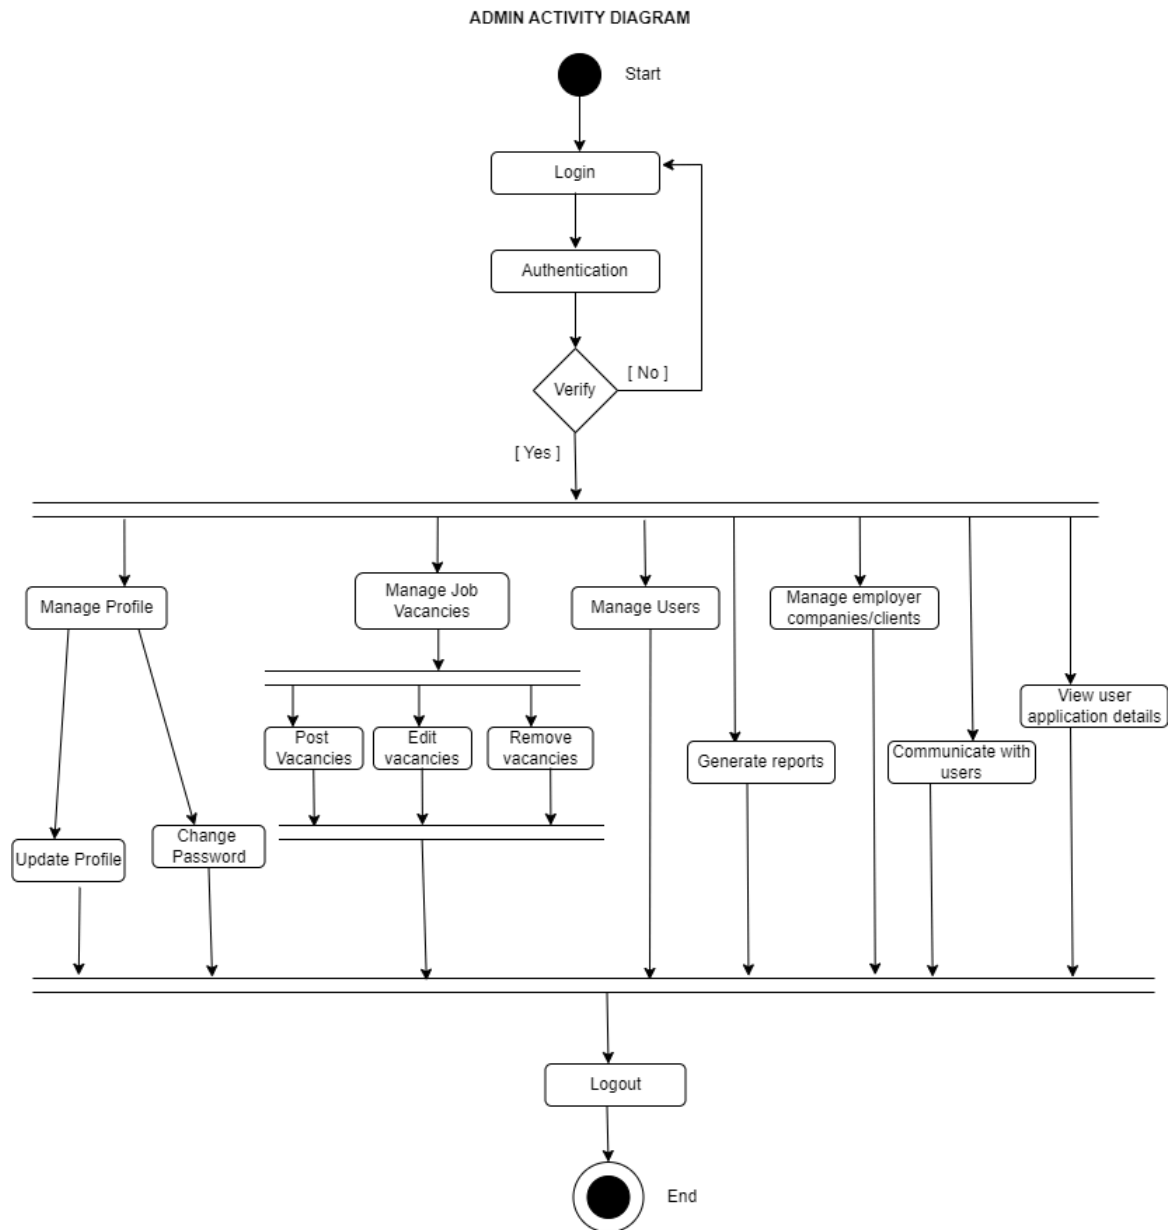 ADMIN ACTIVITY DIAGRAM
Start
Login
Authentication
Verify
[ No ]
[ Yes ]
Manage Profile
Manage Job
Vacancies
Manage Users
Manage employer
companies/clients
View user
application details
Post
Vacancies
Edit
vacancies
Remove
vacancies
Generate reports
Communicate with
users
Update Profile
Change
Password
Logout
End